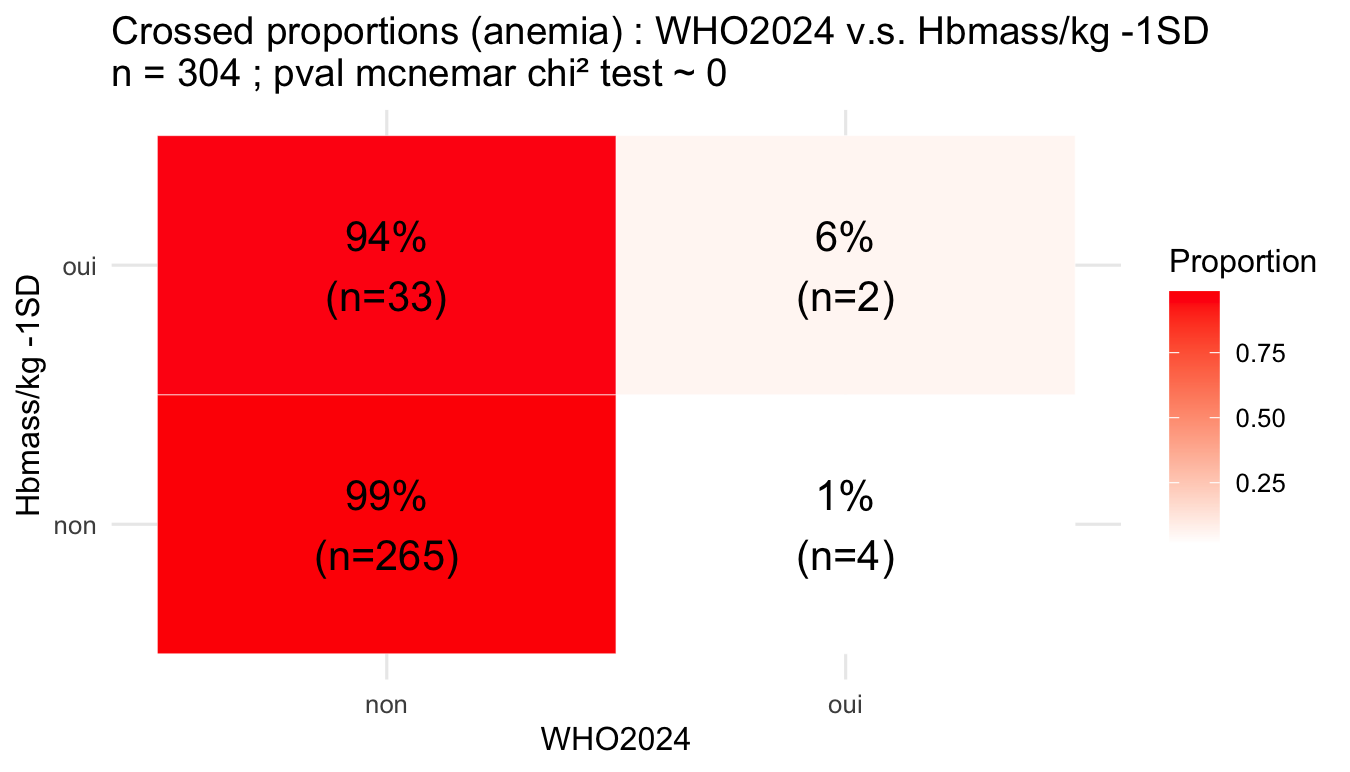 Crossed proportions (anemia) : WHO2024 v.s. Hbmass/kg -1SD
n = 304 ; pval mcnemar chi² test ~ 0
Hbmass/kg -1SD
oui
94%
(n=33)
6%
(n=2)
non
99%
(n=265)
1%
(n=4)
non
oui
WHO2024
Proportion
0.75
0.50
0.25